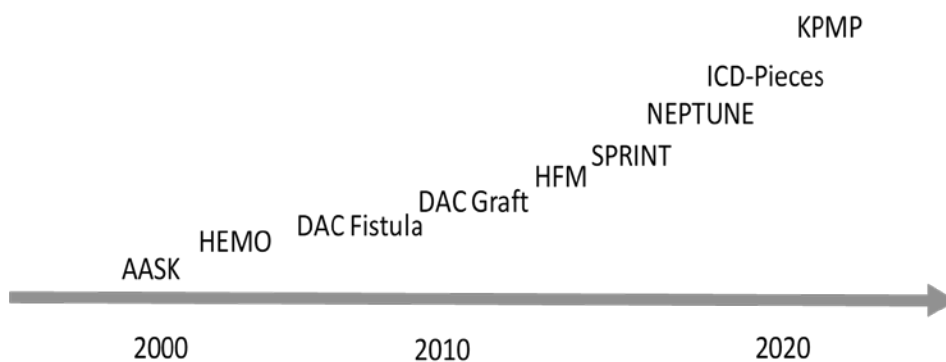 KPMP
ICD-Pieces
NEPTUNE
SPRINT
HFM
DAC Graft
DAC Fistula
HEMO
AASK
2000 2010 2020